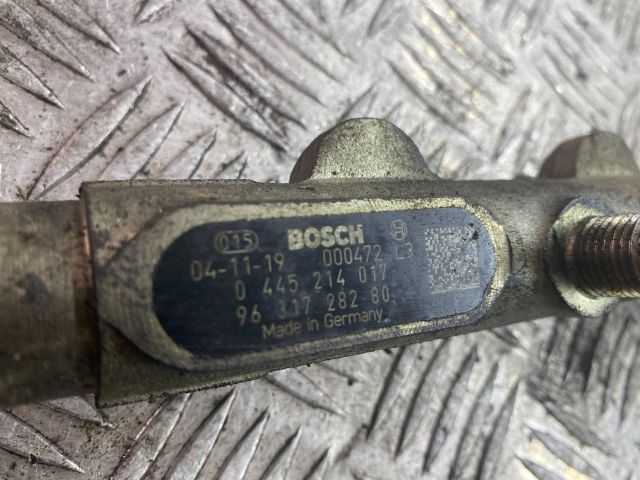 015 BOSCH
04-11-19 000472 L3
0 445 214 017
96 317 282 80
Made in Germany